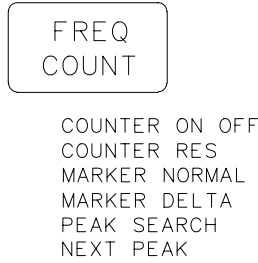 FREQ
COUNT
COUNTER ON OFF
COUNTER RES
MARKER NORMAL
MARKER DELTA
PEAK SEARCH
NEXT PEAK